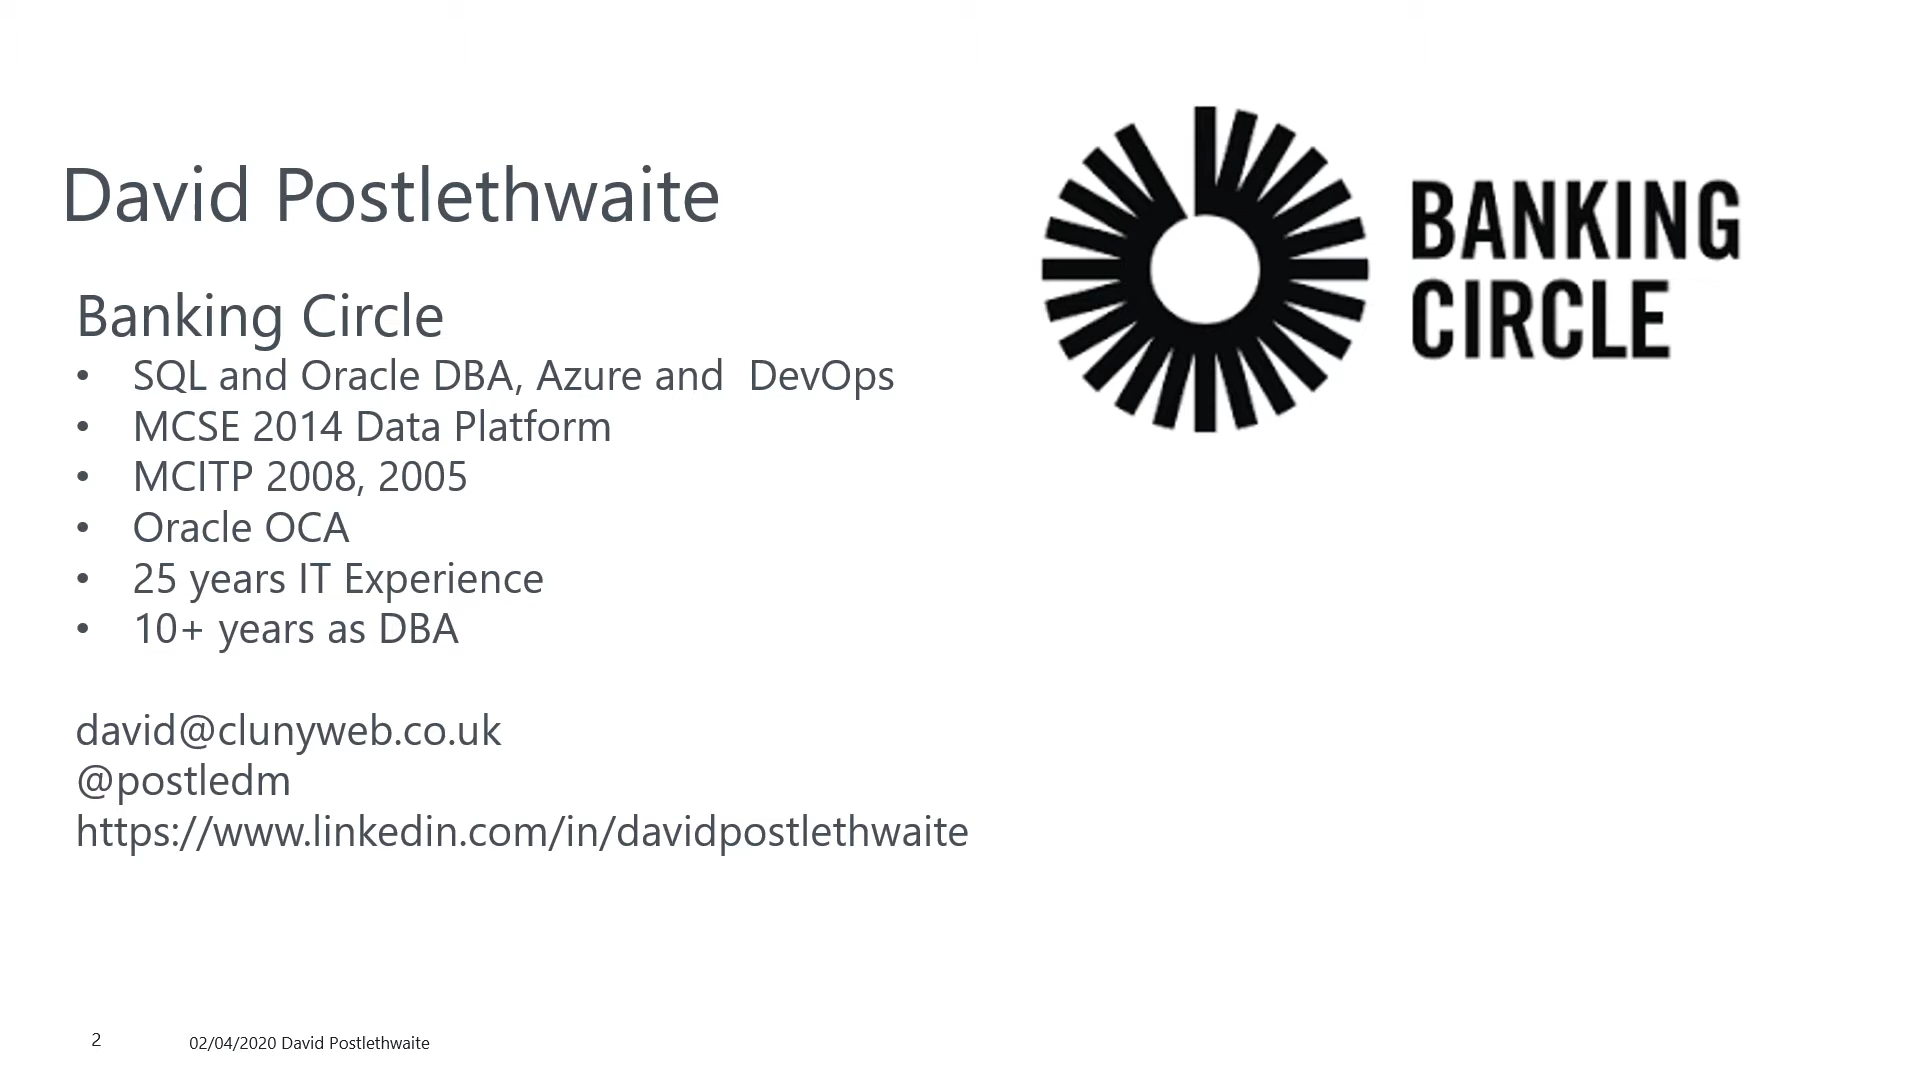 David Postlethwaite
BANKING
CIRCLE
Banking Circle
• SQL and Oracle DBA, Azure and  DevOps
• MCSE 2014 Data Platform
• MCITP 2008, 2005
• Oracle OCA
• 25 years IT Experience
• 10+ years as DBA
david@clunyweb.co.uk
@postledm
https://www.linkedin.com/in/davidpostlethwaite
2
02/04/2020 David Postlethwaite